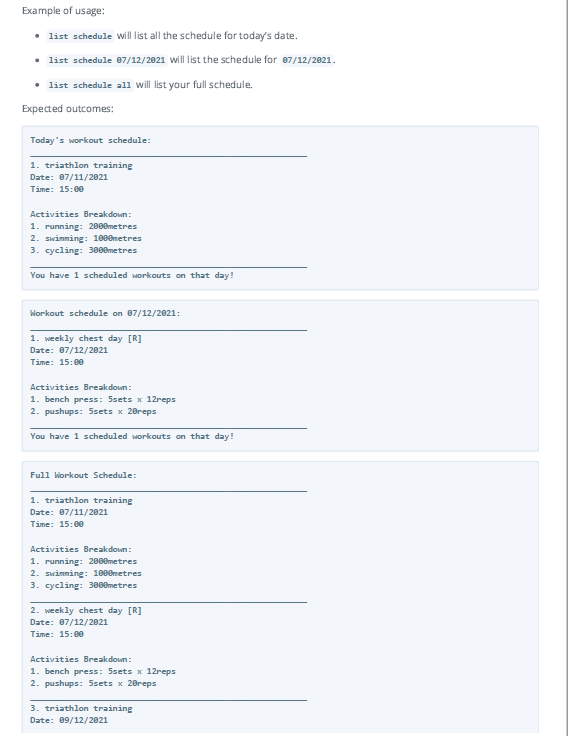 Example of usage:
• list schedule will list all the schedule for today's date.
• list schedule 07/12/2021 will list the schedule for 07/12/2021.
• list schedule all will list your full schedule.
Expected outcomes:
Today's workout schedule:
1. triathlon training
Date: 07/11/2021
Time: 15:00
Activities Breakdown:
1. running: 2000metres
2. swimming: 1000metres
3. cycling: 3000metres
You have 1 scheduled workouts on that day!
Workout schedule on 07/12/2021:
1. weekly chest day [R]
Date: 07/12/2021
Time: 15:00
Activities Breakdown:
1. bench press: 5sets x 12reps
2. pushups: 5sets x 20reps
You have 1 scheduled workouts on that day!
Full Workout Schedule:
1. triathlon training
Date: 07/11/2021
Time: 15:00
Activities Breakdown:
1. running: 2000metres
2. swimming: 1000metres
3. cycling: 3000metres
2. weekly chest day [R]
Date: 07/12/2021
Time: 15:00
Activities Breakdown:
1. bench press: 5sets x 12reps
2. pushups: 5sets x 20reps
3. triathlon training
Date: 09/12/2021